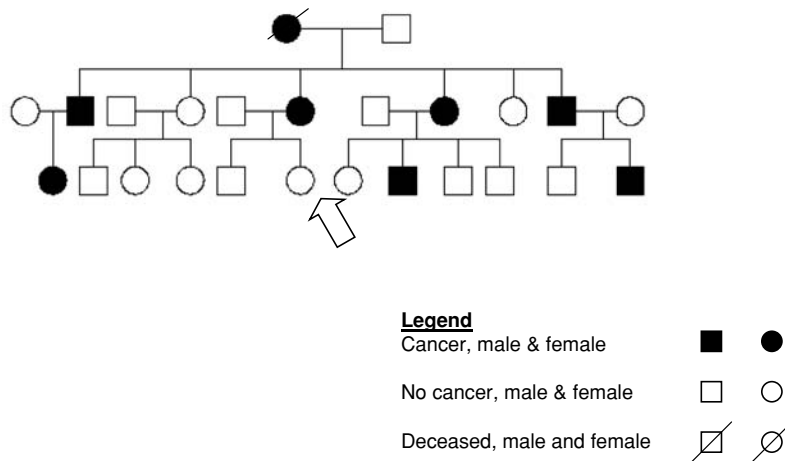 Legend
Cancer, male & female
No cancer, male & female
Deceased, male and female